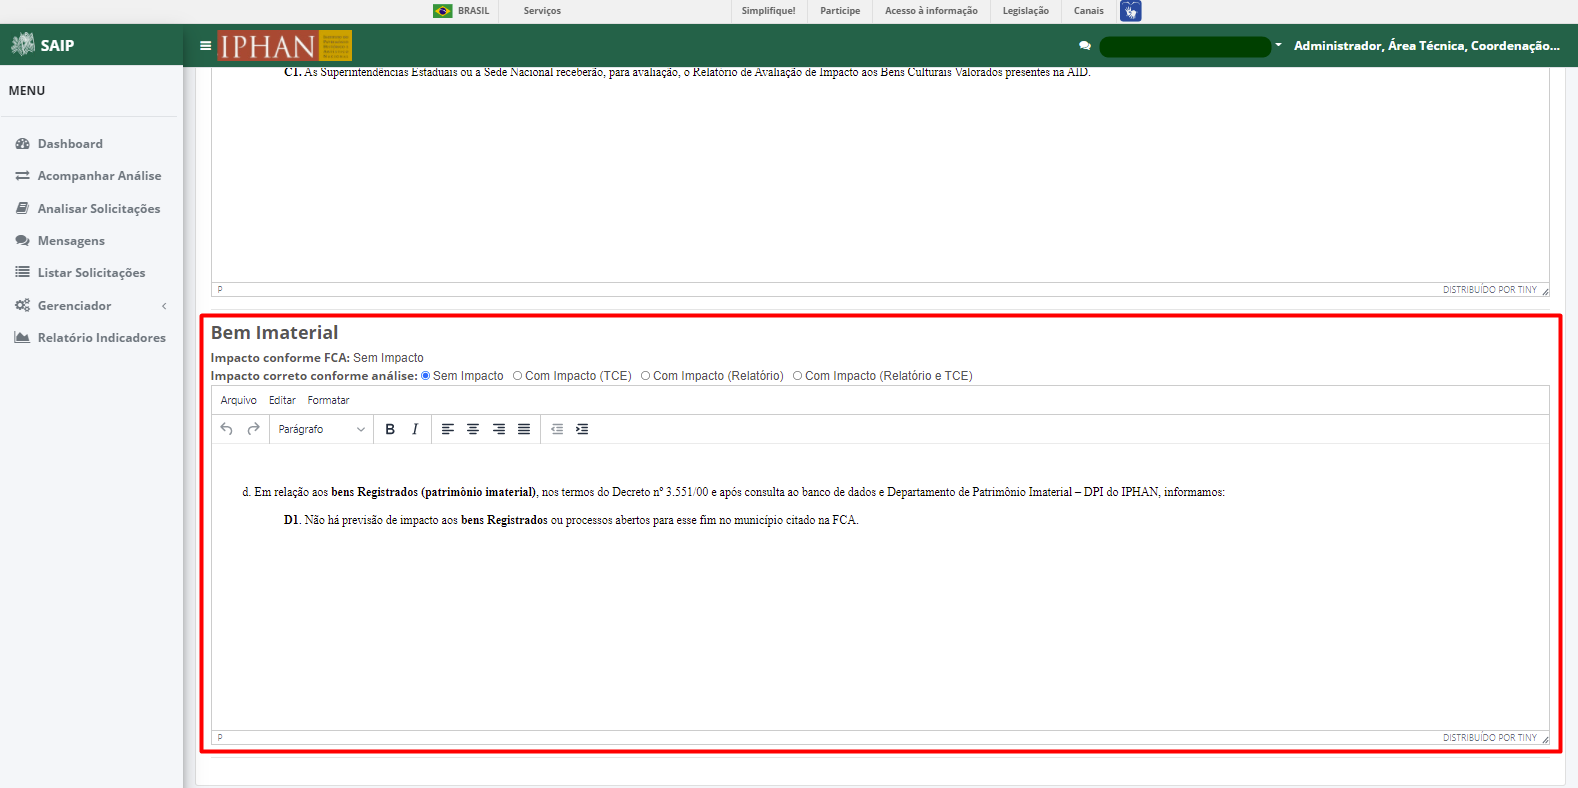 BRASIL Serviços Simplifique! Participe Acesso à informação Legislação Canais
SAIP
IPHAN
Administrador, Área Técnica, Coordenação...
MENU
Dashboard
Acompanhar Análise
Analisar Solicitações
Mensagens
Listar Solicitações
Gerenciador
Relatório Indicadores
C1. As Superintendências Estaduais ou a Sede Nacional receberão, para avaliação, o Relatório de Avaliação de Impacto aos Bens Culturais Valorados presentes na AID.
P DISTRIBUÍDO POR TINY
Bem Imaterial
Impacto conforme FCA: Sem Impacto
Impacto correto conforme análise: Sem Impacto Com Impacto (TCE) Com Impacto (Relatório) Com Impacto (Relatório e TCE)
Arquivo Editar Formatar
Parágrafo B I
d. Em relação aos bens Registrados (patrimônio imaterial), nos termos do Decreto nº 3.551/00 e após consulta ao banco de dados e Departamento de Patrimônio Imaterial – DPI do IPHAN, informamos:
D1. Não há previsão de impacto aos bens Registrados ou processos abertos para esse fim no município citado na FCA.
P DISTRIBUÍDO POR TINY